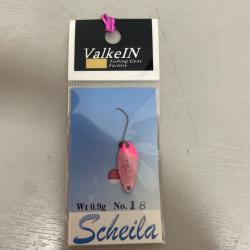 ValkeIN
Fishing Gear
Factory
Wt 0.9g No. 18
Scheila